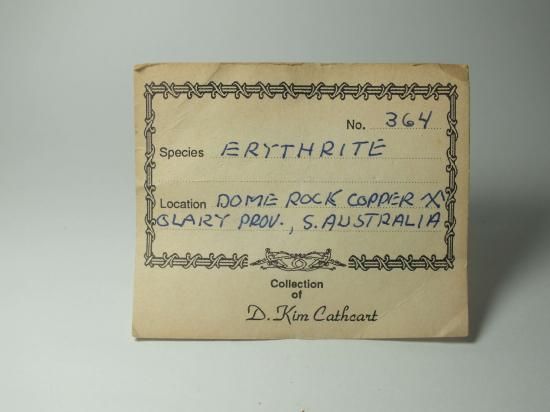 No. 364
Species ERYTHRITE
Location DOME ROCK COPPER X
OLARY PROV., S. AUSTRALIA
Collection
of
D. Kim Cathcart